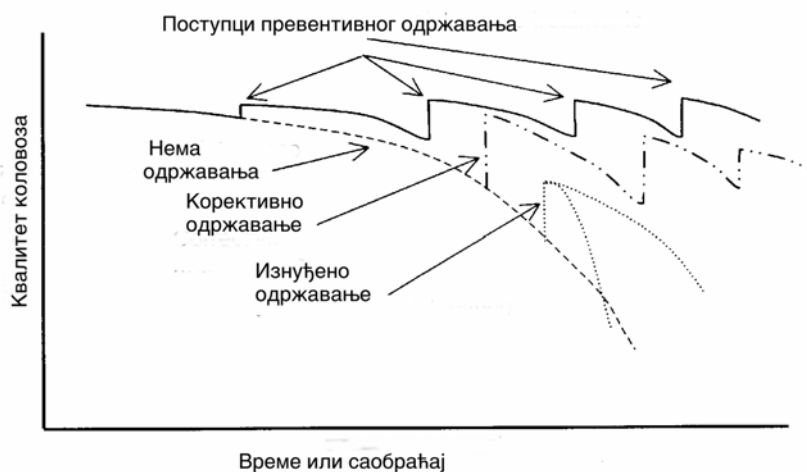 Поступци превентивног одржавања
Нема
одржавања
Корективно
одржавање
Изнуђено
одржавање
Квалитет коловоза
Време или саобраћај